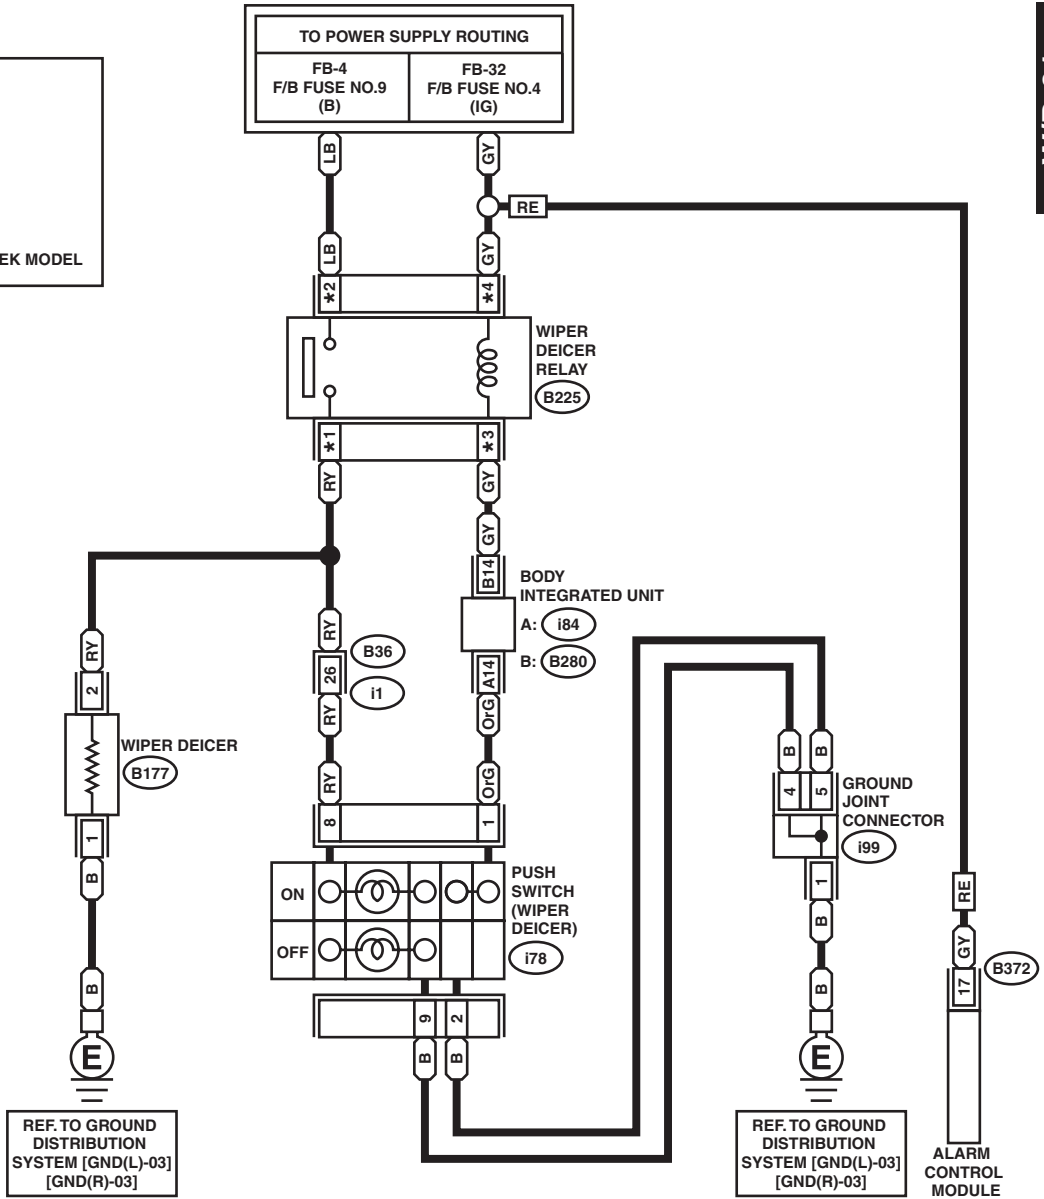 TO POWER SUPPLY ROUTING
FB-4
F/B FUSE NO.9
(B)
FB-32
F/B FUSE NO.4
(IG)
LB
GY
RE
EK MODEL
LB
GY
*2
*4
WIPER
DEICER
RELAY
B225
*1
*3
RY
GY
GY
B14
BODY
INTEGRATED UNIT
A: i84
B: B280
A14
RY
B36
26
i1
RY
OrG
RY
2
WIPER DEICER
B177
1
B
B
E
REF. TO GROUND
DISTRIBUTION
SYSTEM [GND(L)-03]
[GND(R)-03]
RY
OrG
8
1
ON
OFF
PUSH
SWITCH
(WIPER
DEICER)
i78
9
2
B
B
B
B
4
5
GROUND
JOINT
CONNECTOR
i99
1
B
B
E
REF. TO GROUND
DISTRIBUTION
SYSTEM [GND(L)-03]
[GND(R)-03]
RE
GY
17
B372
ALARM
CONTROL
MODULE